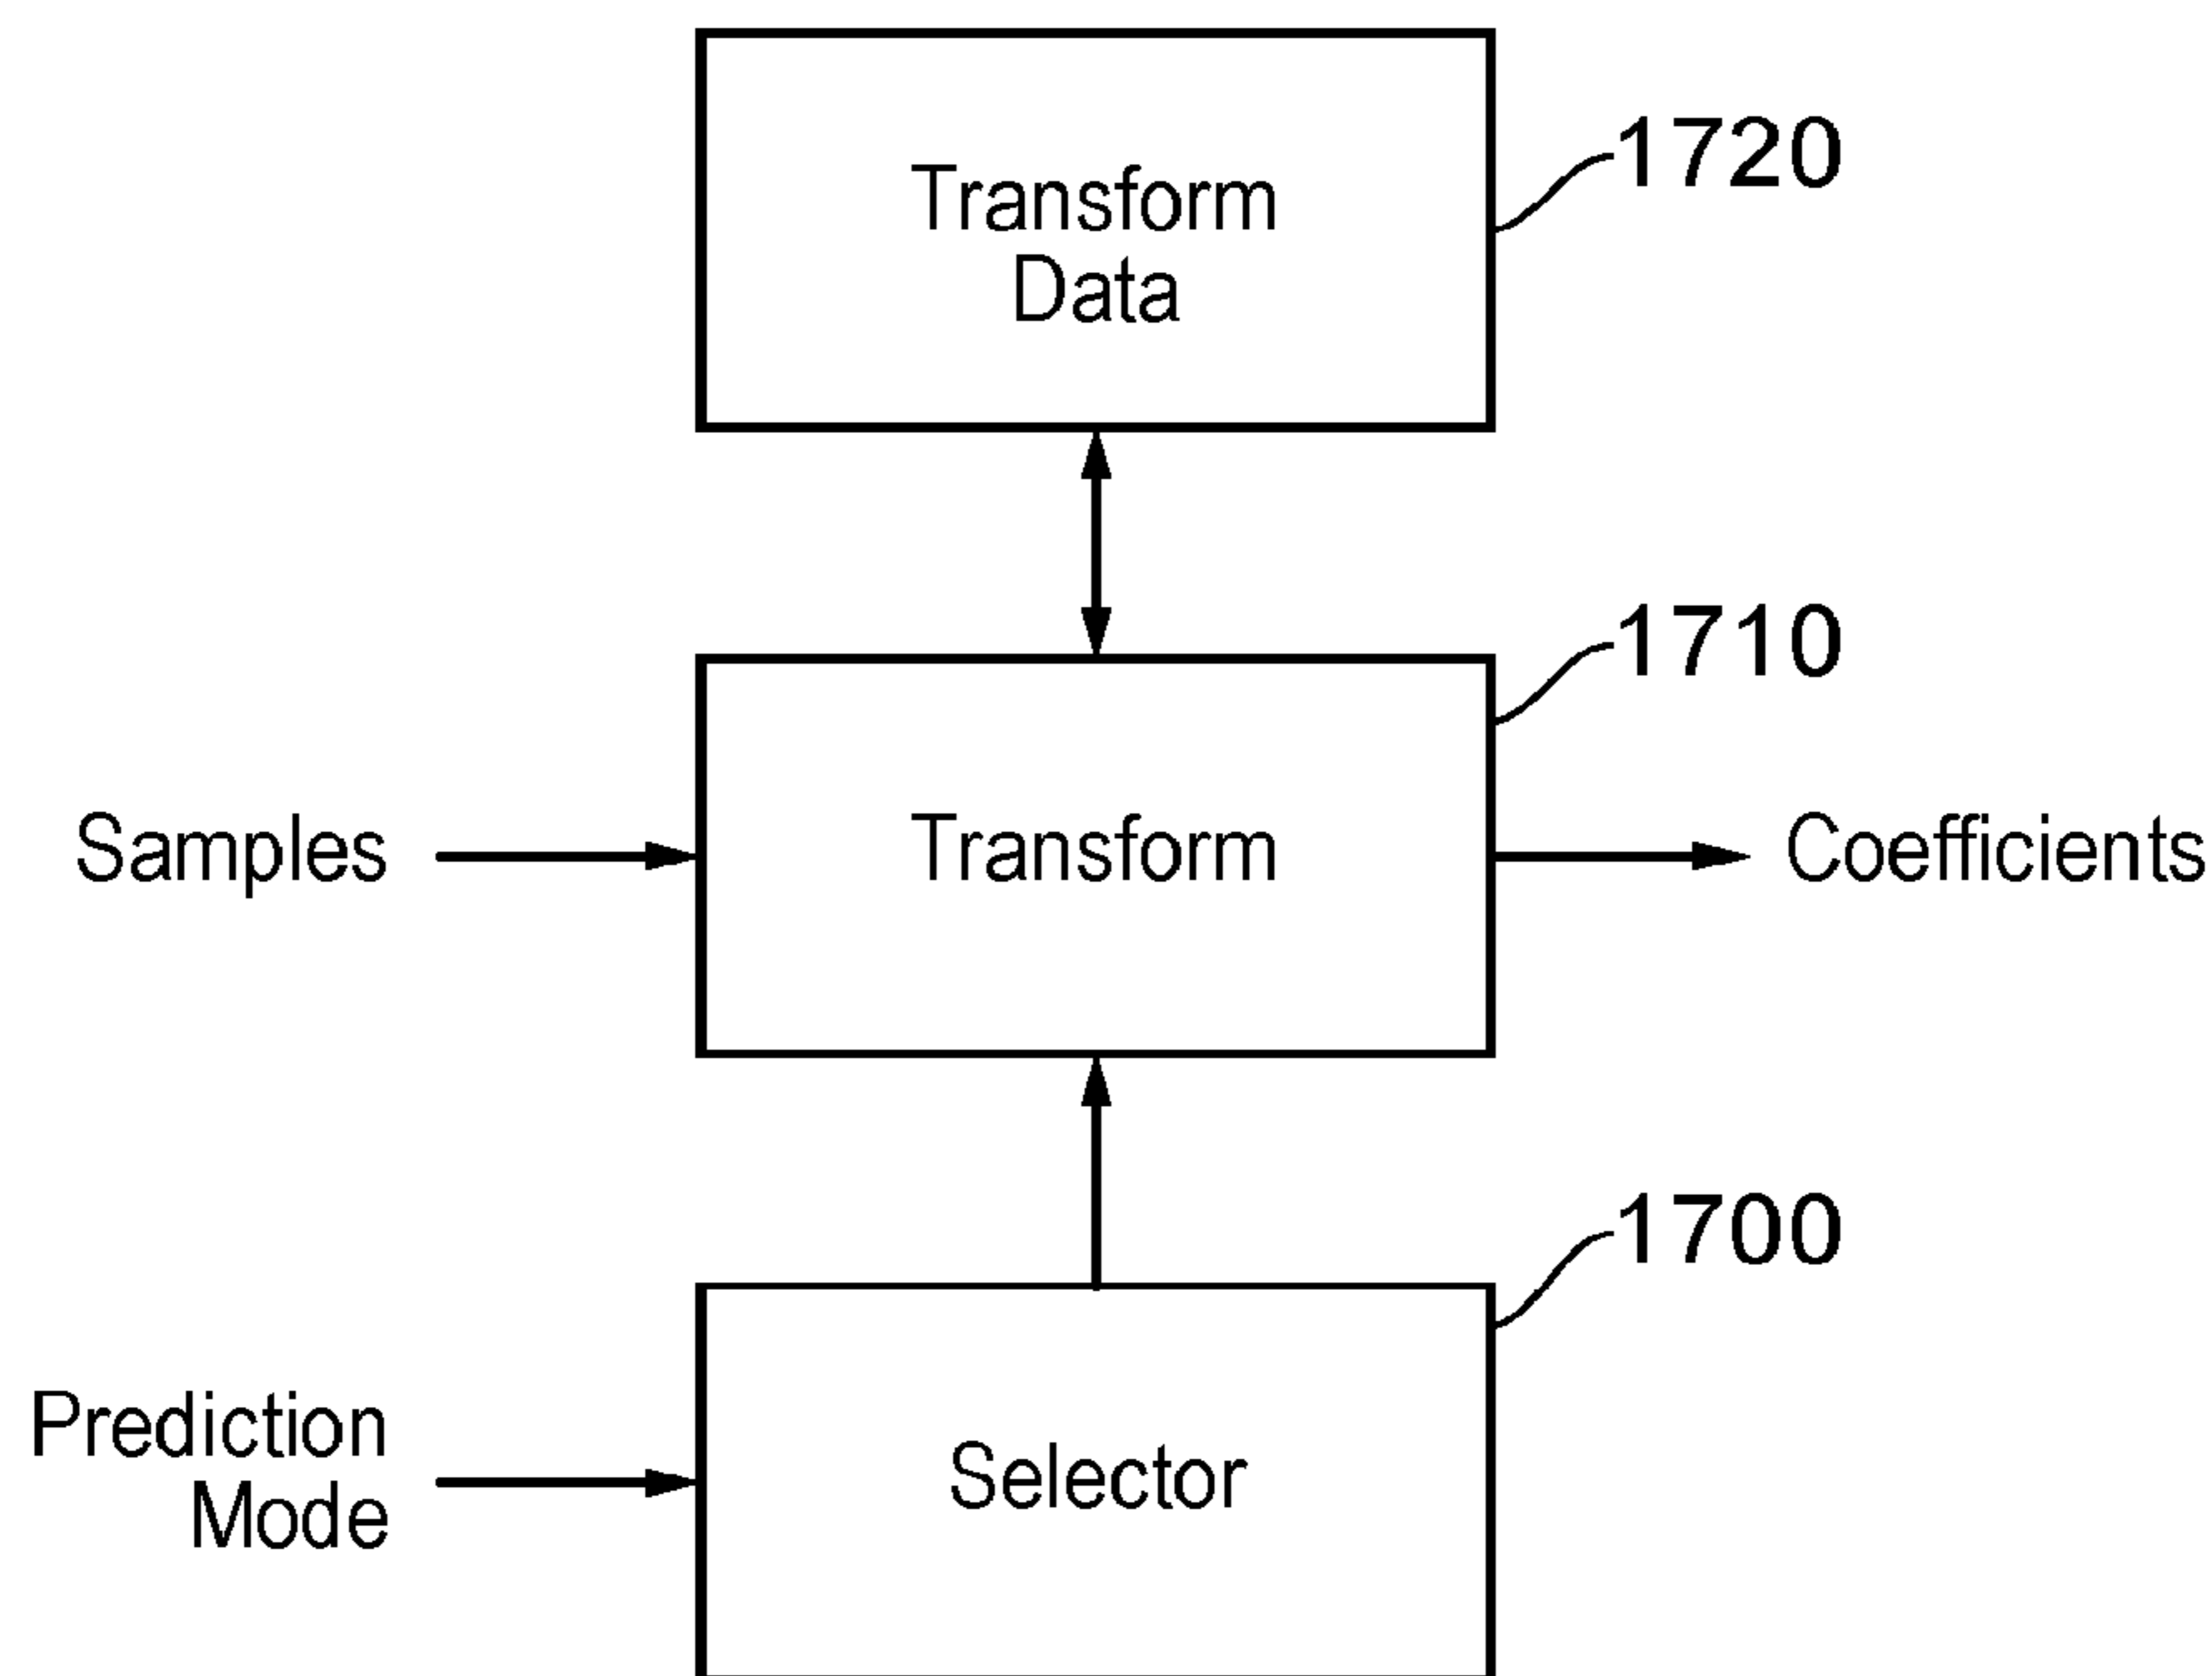 Transform
Data
1720
1710
Samples
Transform
Coefficients
1700
Prediction
Mode
Selector